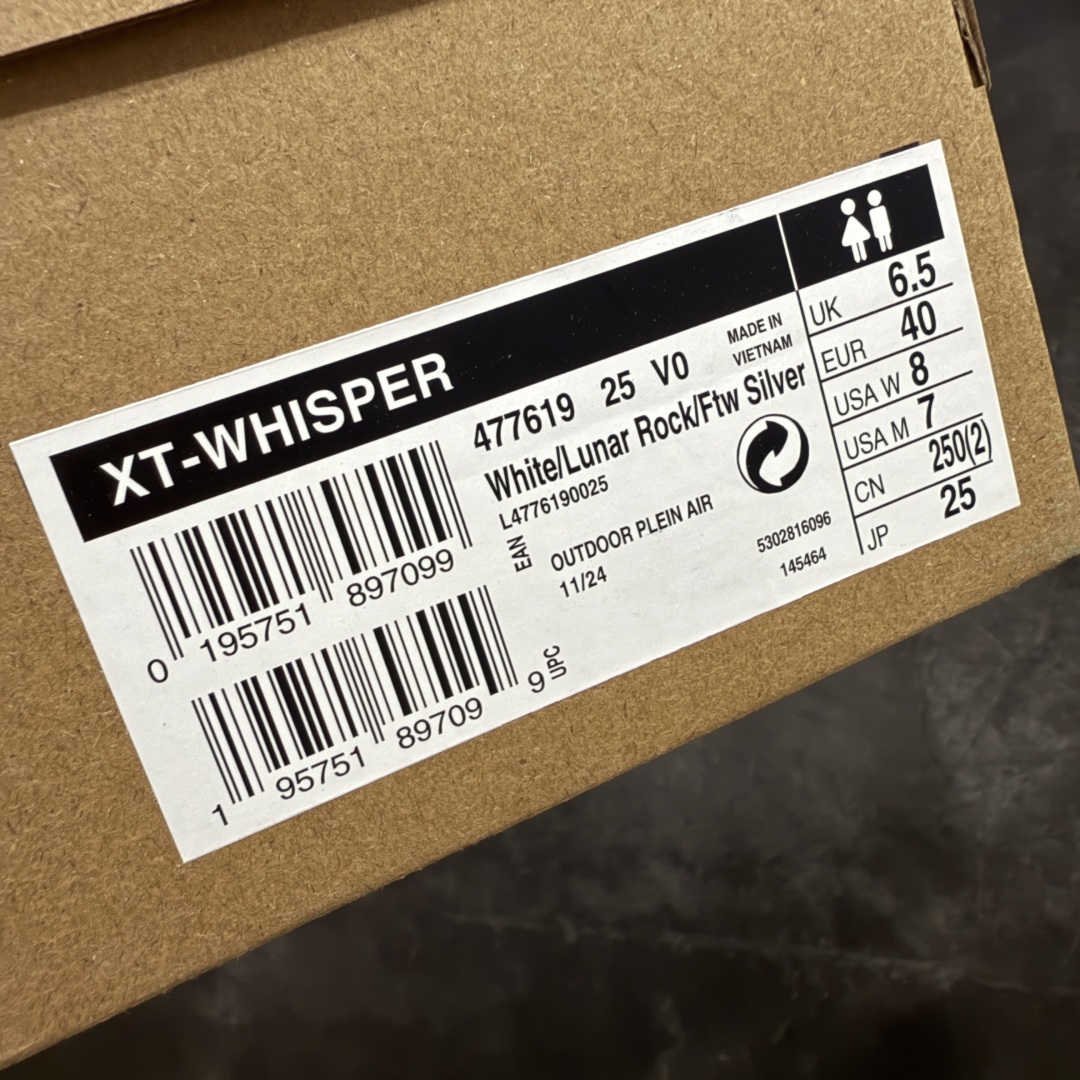 XT-WHISPER
477619 25 V0
MADE IN
VIETNAM
White/Lunar Rock/Ftw Silver
L4776190025
EAN
0 195751 897099
OUTDOOR PLEIN AIR
11/24
5302816096
145464
1 95751 89709 9
UPC
UK 6.5
EUR 40
USA W 8
USA M 7
CN 250(2)
JP 25